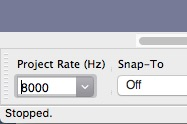 Project Rate (Hz) Snap-To
8000 Off
Stopped.